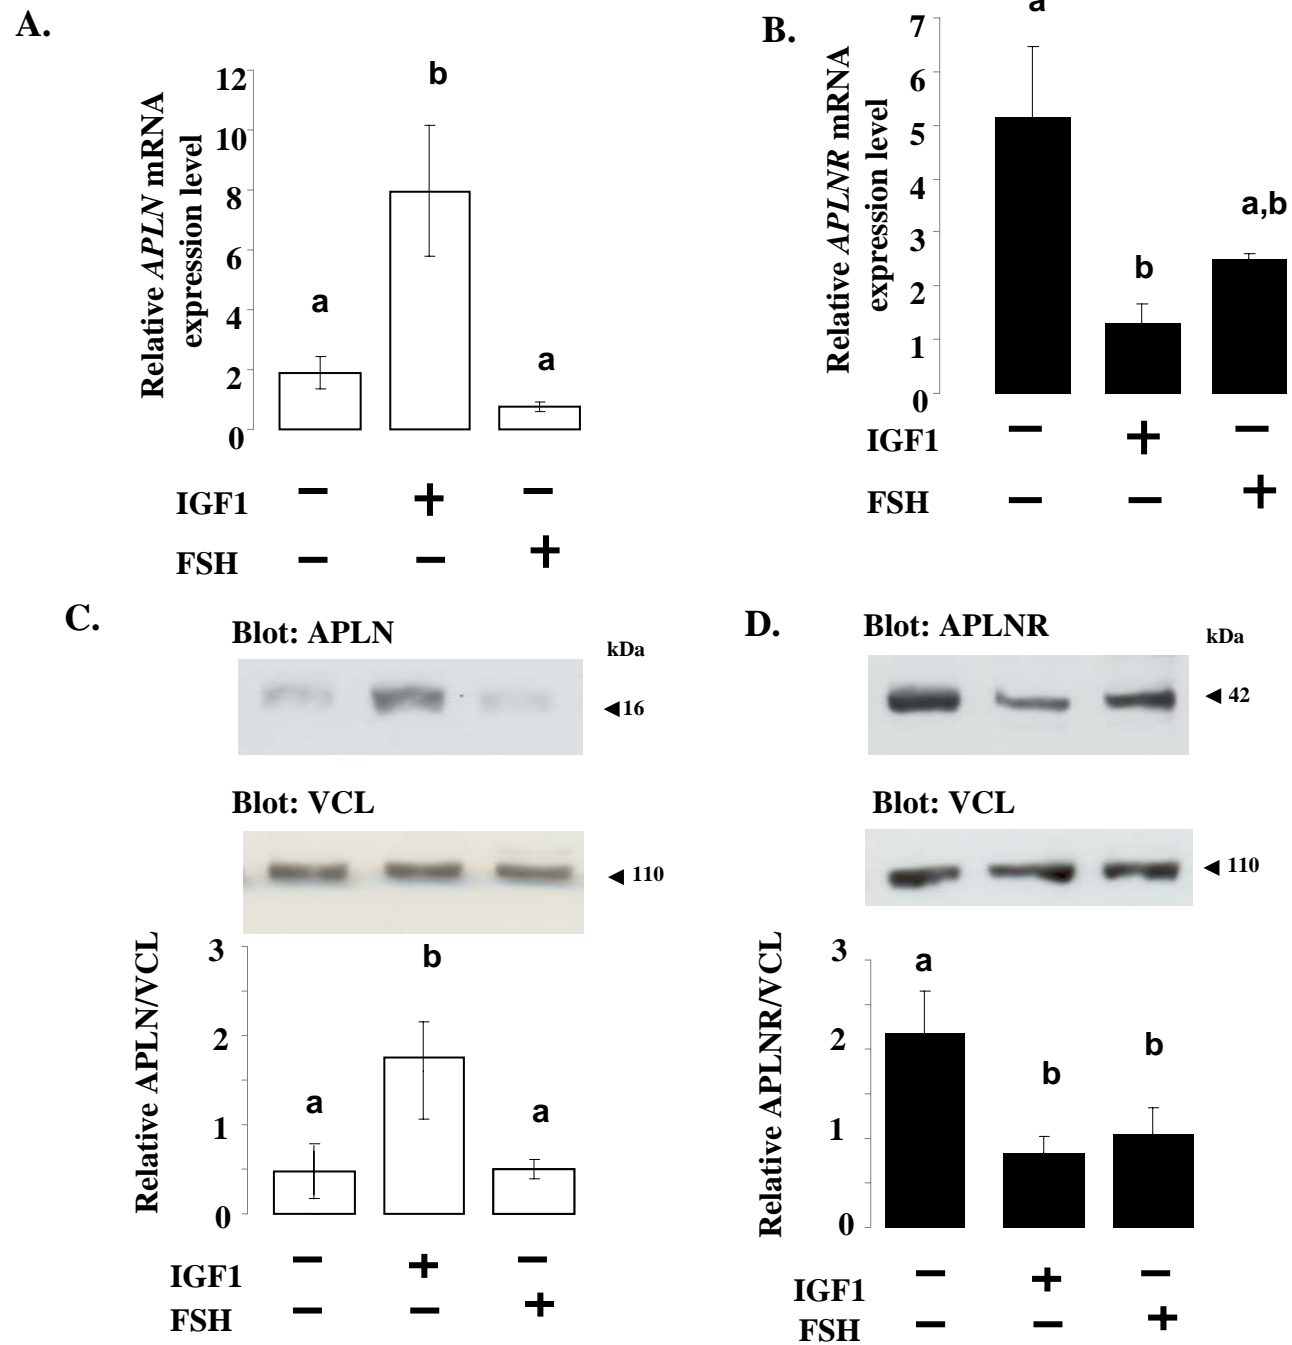 A.
Relative APLN mRNA
expression level
12
10
8
6
4
2
0
a
b
a
IGF1 − + −
FSH − − +
B.
Relative APLNR mRNA
expression level
7
6
5
4
3
2
1
0
a
b
a,b
IGF1 − + −
FSH − − +
C.
Blot: APLN
kDa
◄16
Blot: VCL
◄ 110
Relative APLN/VCL
3
2
1
0
a
b
a
IGF1 − + −
FSH − − +
D.
Blot: APLNR
kDa
◄ 42
Blot: VCL
◄ 110
Relative APLNR/VCL
3
2
1
0
a
b
b
IGF1 − + −
FSH − − +